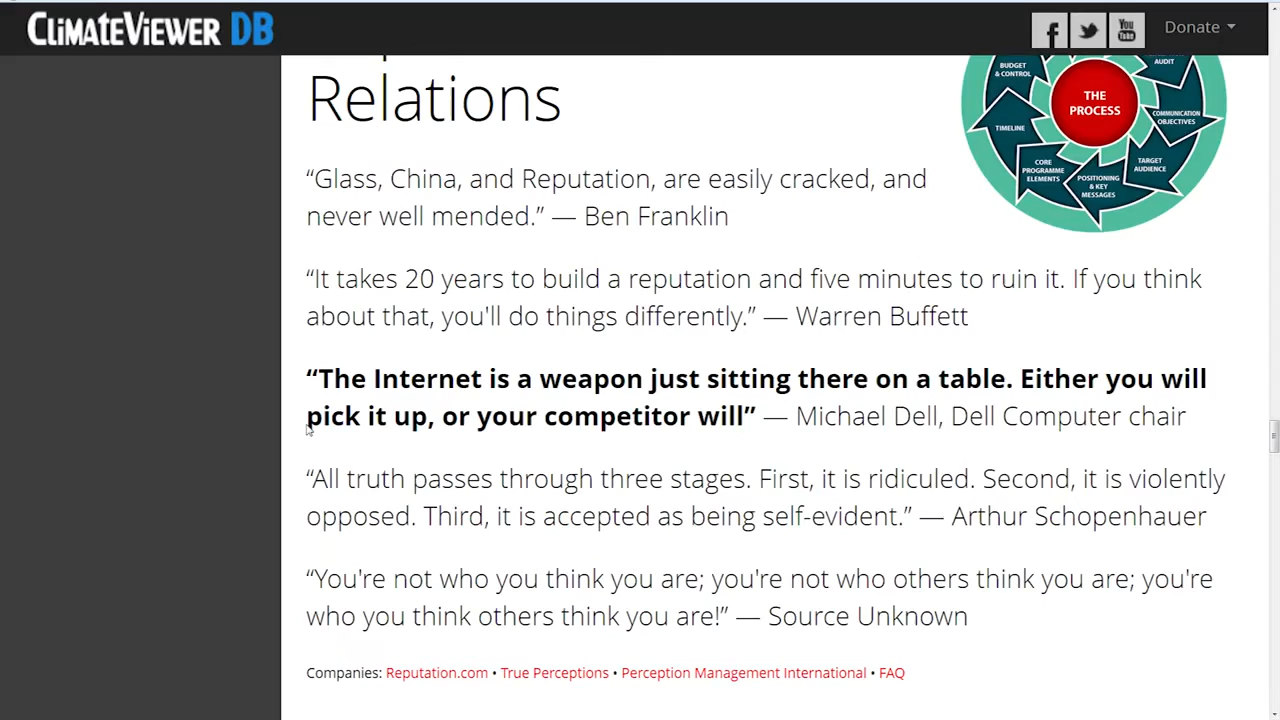 CLIMATEVIEWER DB
f
You
Tube
Donate
Relations
BUDGET
& CONTROL
AUDIT
THE
PROCESS
TIMELINE
COMMUNICATION
OBJECTIVES
CORE
PROGRAMME
ELEMENTS
TARGET
AUDIENCE
POSITIONING
& KEY
MESSAGES
“Glass, China, and Reputation, are easily cracked, and
never well mended.” — Ben Franklin
“It takes 20 years to build a reputation and five minutes to ruin it. If you think
about that, you'll do things differently.” — Warren Buffett
“The Internet is a weapon just sitting there on a table. Either you will
pick it up, or your competitor will” — Michael Dell, Dell Computer chair
“All truth passes through three stages. First, it is ridiculed. Second, it is violently
opposed. Third, it is accepted as being self-evident.” — Arthur Schopenhauer
“You're not who you think you are; you're not who others think you are; you're
who you think others think you are!” — Source Unknown
Companies: Reputation.com • True Perceptions • Perception Management International • FAQ